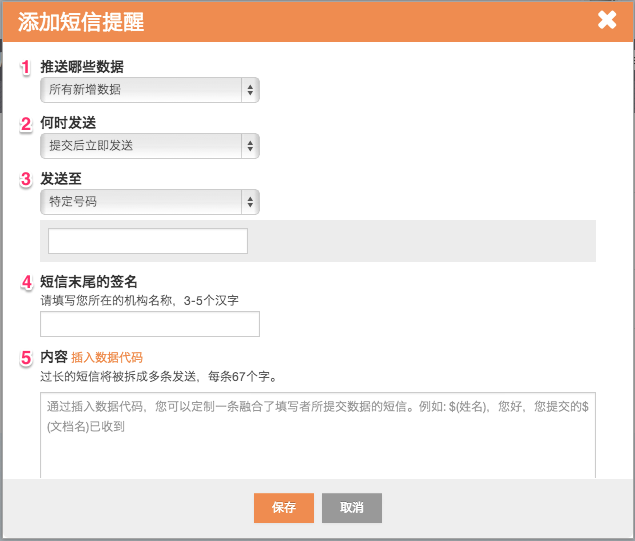 添加短信提醒
1 推送哪些数据
所有新增数据
2 何时发送
提交后立即发送
3 发送至
特定号码
4 短信末尾的签名
请填写您所在的机构名称，3-5个汉字
5 内容 插入数据代码
过长的短信将被拆成多条发送，每条67个字。
通过插入数据代码，您可以定制一条融合了填写者所提交数据的短信。例如: $(姓名)，您好，您提交的$
(文档名)已收到
保存 取消